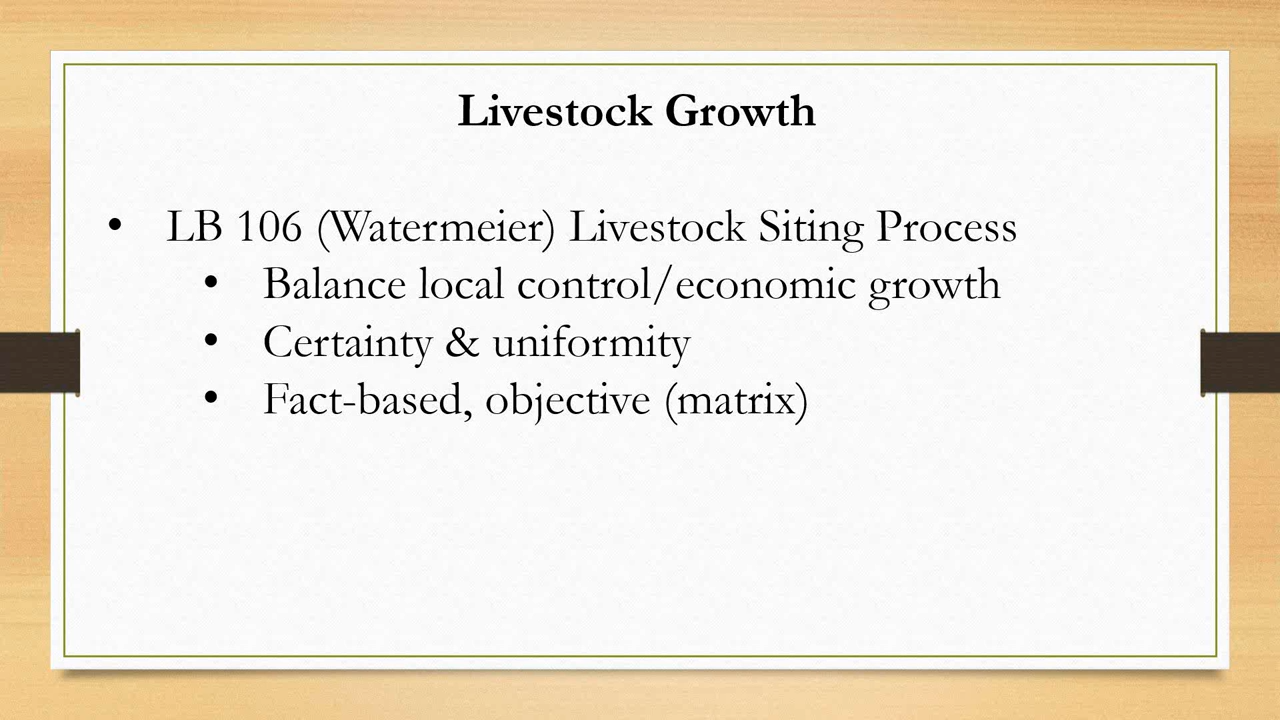 Livestock Growth
• LB 106 (Watermeier) Livestock Siting Process
• Balance local control/economic growth
• Certainty & uniformity
• Fact-based, objective (matrix)